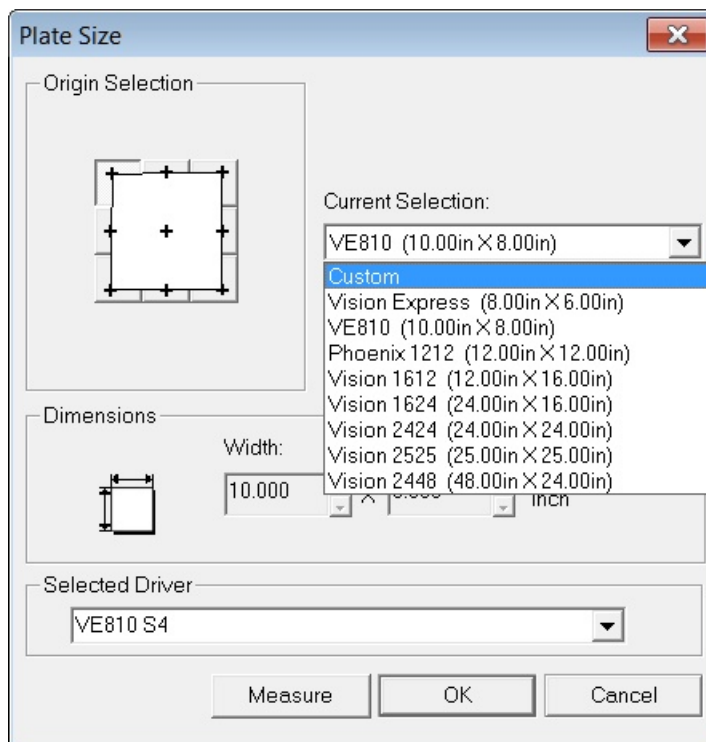 Plate Size
Origin Selection
Current Selection:
VE810 (10.00in X 8.00in)
Custom
Vision Express (8.00in X 6.00in)
VE810 (10.00in X 8.00in)
Phoenix 1212 (12.00in X 12.00in)
Vision 1612 (12.00in X 16.00in)
Vision 1624 (24.00in X 16.00in)
Vision 2424 (24.00in X 24.00in)
Vision 2525 (25.00in X 25.00in)
Vision 2448 (48.00in X 24.00in)
Dimensions
Width:
10.000 X inch
Selected Driver
VE810 S4
Measure OK Cancel